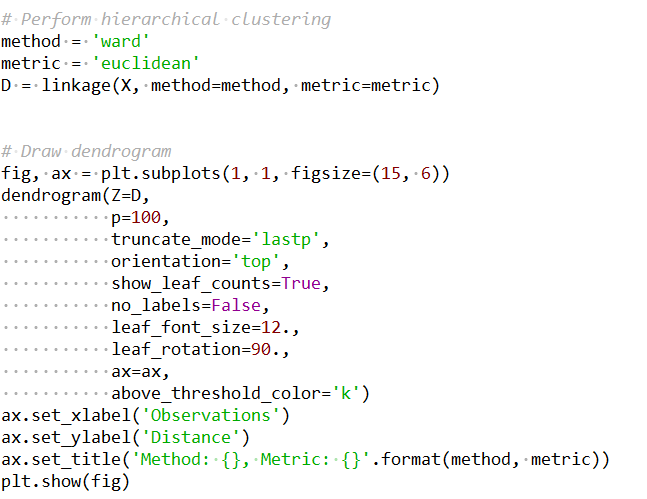 # Perform hierarchical clustering
method = 'ward'
metric = 'euclidean'
D = linkage(X, method=method, metric=metric)
# Draw dendrogram
fig, ax = plt.subplots(1, 1, figsize=(15, 6))
dendrogram(Z=D,
           p=100,
           truncate_mode='lastp',
           orientation='top',
           show_leaf_counts=True,
           no_labels=False,
           leaf_font_size=12.,
           leaf_rotation=90.,
           ax=ax,
           above_threshold_color='k')
ax.set_xlabel('Observations')
ax.set_ylabel('Distance')
ax.set_title('Method: {}, Metric: {}'.format(method, metric))
plt.show(fig)